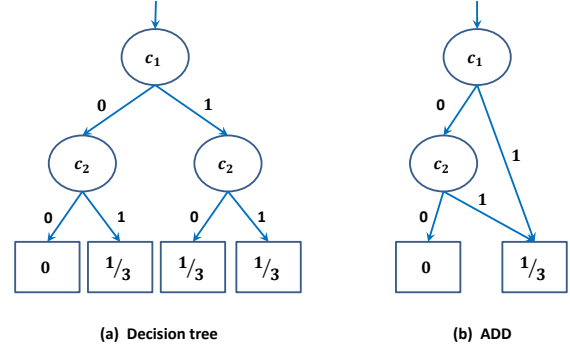 c1 c1
0 1 0
c2 c2 c2 1
0 1 0 1 0 1
0 1/3 1/3 1/3 0 1/3
(a) Decision tree (b) ADD